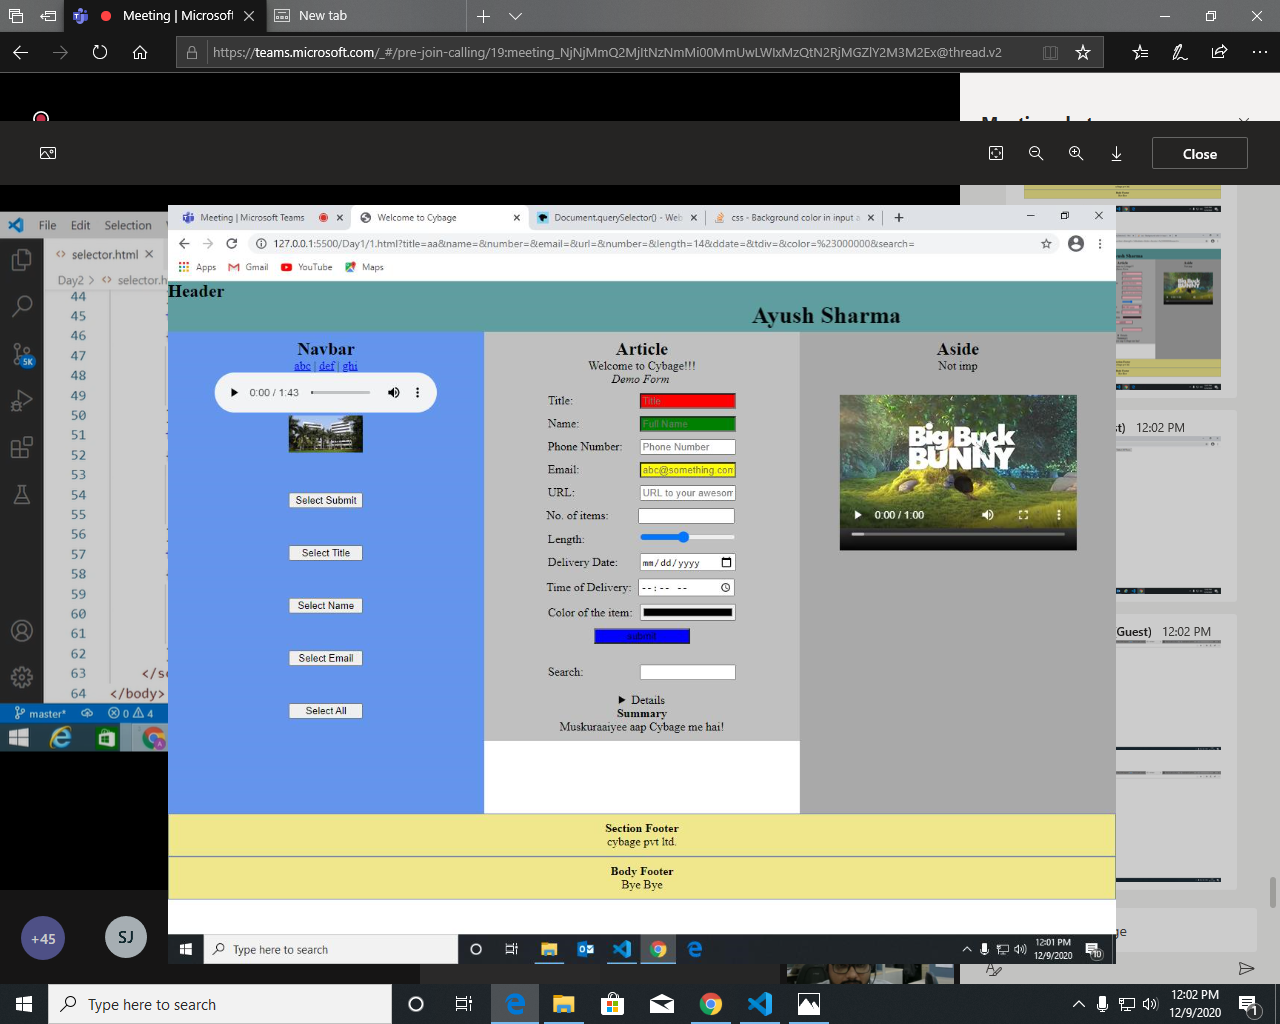 Meeting | Microsoft
New tab
https://teams.microsoft.com/_#/pre-join-calling/19:meeting_NjNjMmQ2MjItNzNmMi00MmUwLWIxMzQtN2RjMGZlY2M3M2Ex@thread.v2
Close
File Edit Selection
selector.html
Day2 > selector.h
44
45
46
47
48
49
50
51
52
53
54
55
56
57
58
59
60
61
62
63
64
</body>
5K
master* 0 4
Meeting | Microsoft Teams
Welcome to Cybage
Document.querySelector() - Web
css - Background color in input a
127.0.0.1:5500/Day1/1.html?title=aa&name=&number=&email=&url=&number=&length=14&ddate=&tdiv=&color=%23000000&search=
Apps Gmail YouTube Maps
Header
Ayush Sharma
Navbar
abc | def | ghi
0:00 / 1:43
Select Submit
Select Title
Select Name
Select Email
Select All
Article
Welcome to Cybage!!!
Demo Form
Title: Title
Name: Full Name
Phone Number: Phone Number
Email: abc@something.com
URL: URL to your awesom
No. of items:
Length:
Delivery Date: mm/dd/yyyy
Time of Delivery: --:-- --
Color of the item:
submit
Search:
Details
Summary
Muskuraaiyee aap Cybage me hai!
Aside
Not imp
Big Buck
BUNNY
0:00 / 1:00
Section Footer
cybage pvt ltd.
Body Footer
Bye Bye
Type here to search
12:01 PM
12/9/2020
10
Aside
12:02 PM
(Guest) 12:02 PM
+45
SJ
Type here to search
12:02 PM
12/9/2020
1